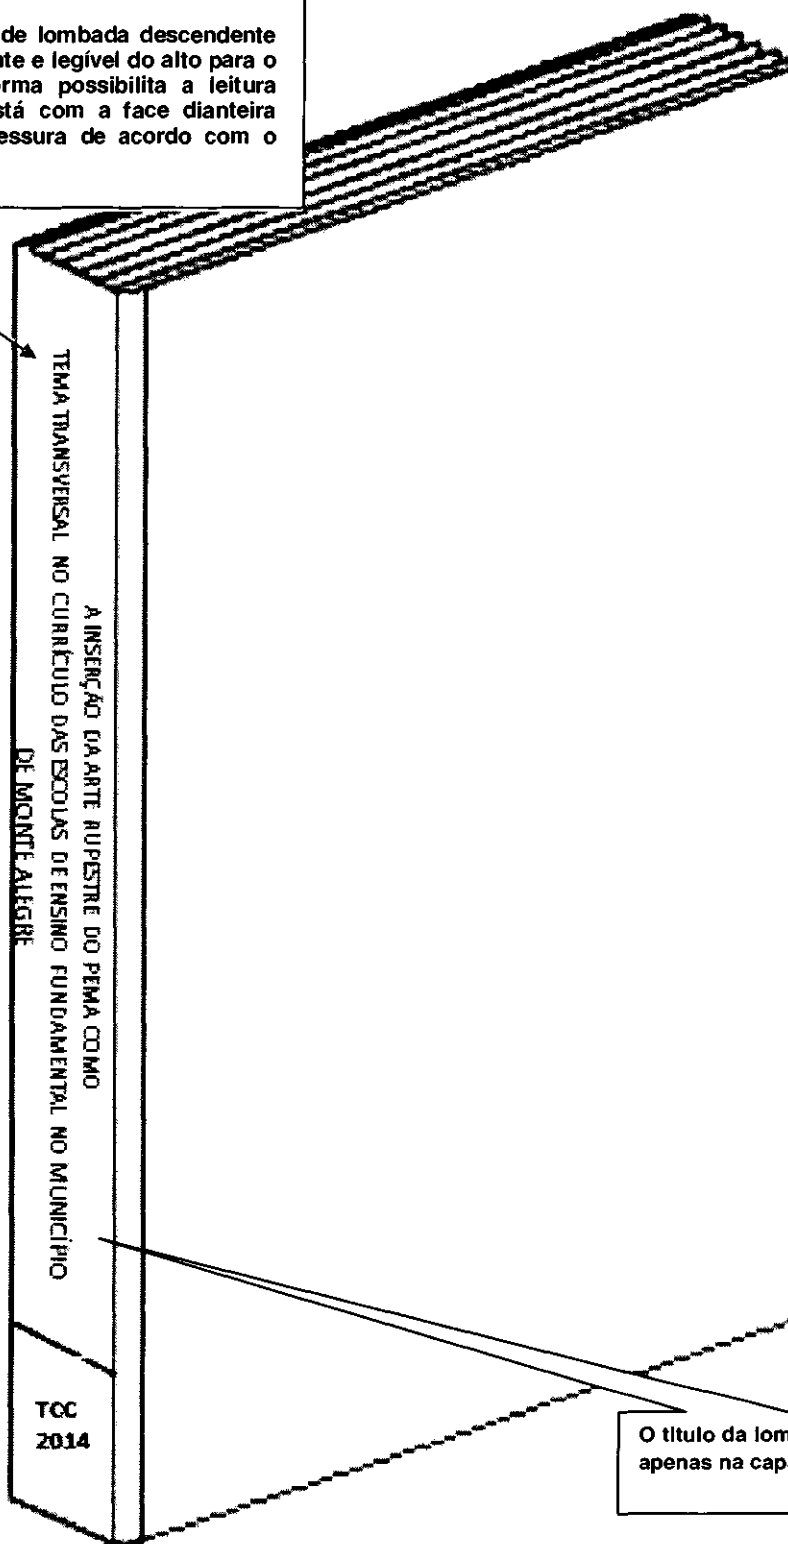 de lombada descendente
nte e legível do alto para o
orma possibilita a leitura
stá com a face dianteira
essura de acordo com o
A INSERÇÃO DA ARTE RUPESTRE DO PEMA COMO
TEMA TRANSVERSAL NO CURRÍCULO DAS ESCOLAS DE ENSINO FUNDAMENTAL NO MUNICÍPIO
DE MONTE ALEGRE
TCC
2014
O título da lom
apenas na cap